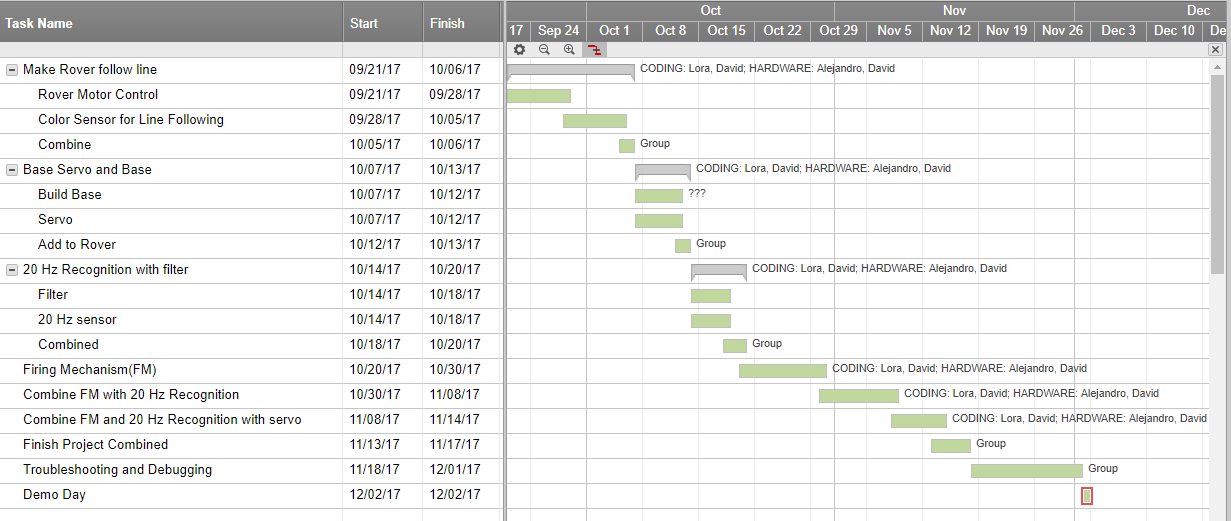 Task Name Start Finish Oct Nov Dec
17 Sep 24 Oct 1 Oct 8 Oct 15 Oct 22 Oct 29 Nov 5 Nov 12 Nov 19 Nov 26 Dec 3 Dec 10 De
Make Rover follow line 09/21/17 10/06/17 CODING: Lora, David; HARDWARE: Alejandro, David
Rover Motor Control 09/21/17 09/28/17
Color Sensor for Line Following 09/28/17 10/05/17
Combine 10/05/17 10/06/17 Group
Base Servo and Base 10/07/17 10/13/17 CODING: Lora, David; HARDWARE: Alejandro, David
Build Base 10/07/17 10/12/17 ???
Servo 10/07/17 10/12/17
Add to Rover 10/12/17 10/13/17 Group
20 Hz Recognition with filter 10/14/17 10/20/17 CODING: Lora, David; HARDWARE: Alejandro, David
Filter 10/14/17 10/18/17
20 Hz sensor 10/14/17 10/18/17
Combined 10/18/17 10/20/17 Group
Firing Mechanism(FM) 10/20/17 10/30/17 CODING: Lora, David; HARDWARE: Alejandro, David
Combine FM with 20 Hz Recognition 10/30/17 11/08/17 CODING: Lora, David; HARDWARE: Alejandro, David
Combine FM and 20 Hz Recognition with servo 11/08/17 11/14/17 CODING: Lora, David; HARDWARE: Alejandro, David
Finish Project Combined 11/13/17 11/17/17 Group
Troubleshooting and Debugging 11/18/17 12/01/17 Group
Demo Day 12/02/17 12/02/17